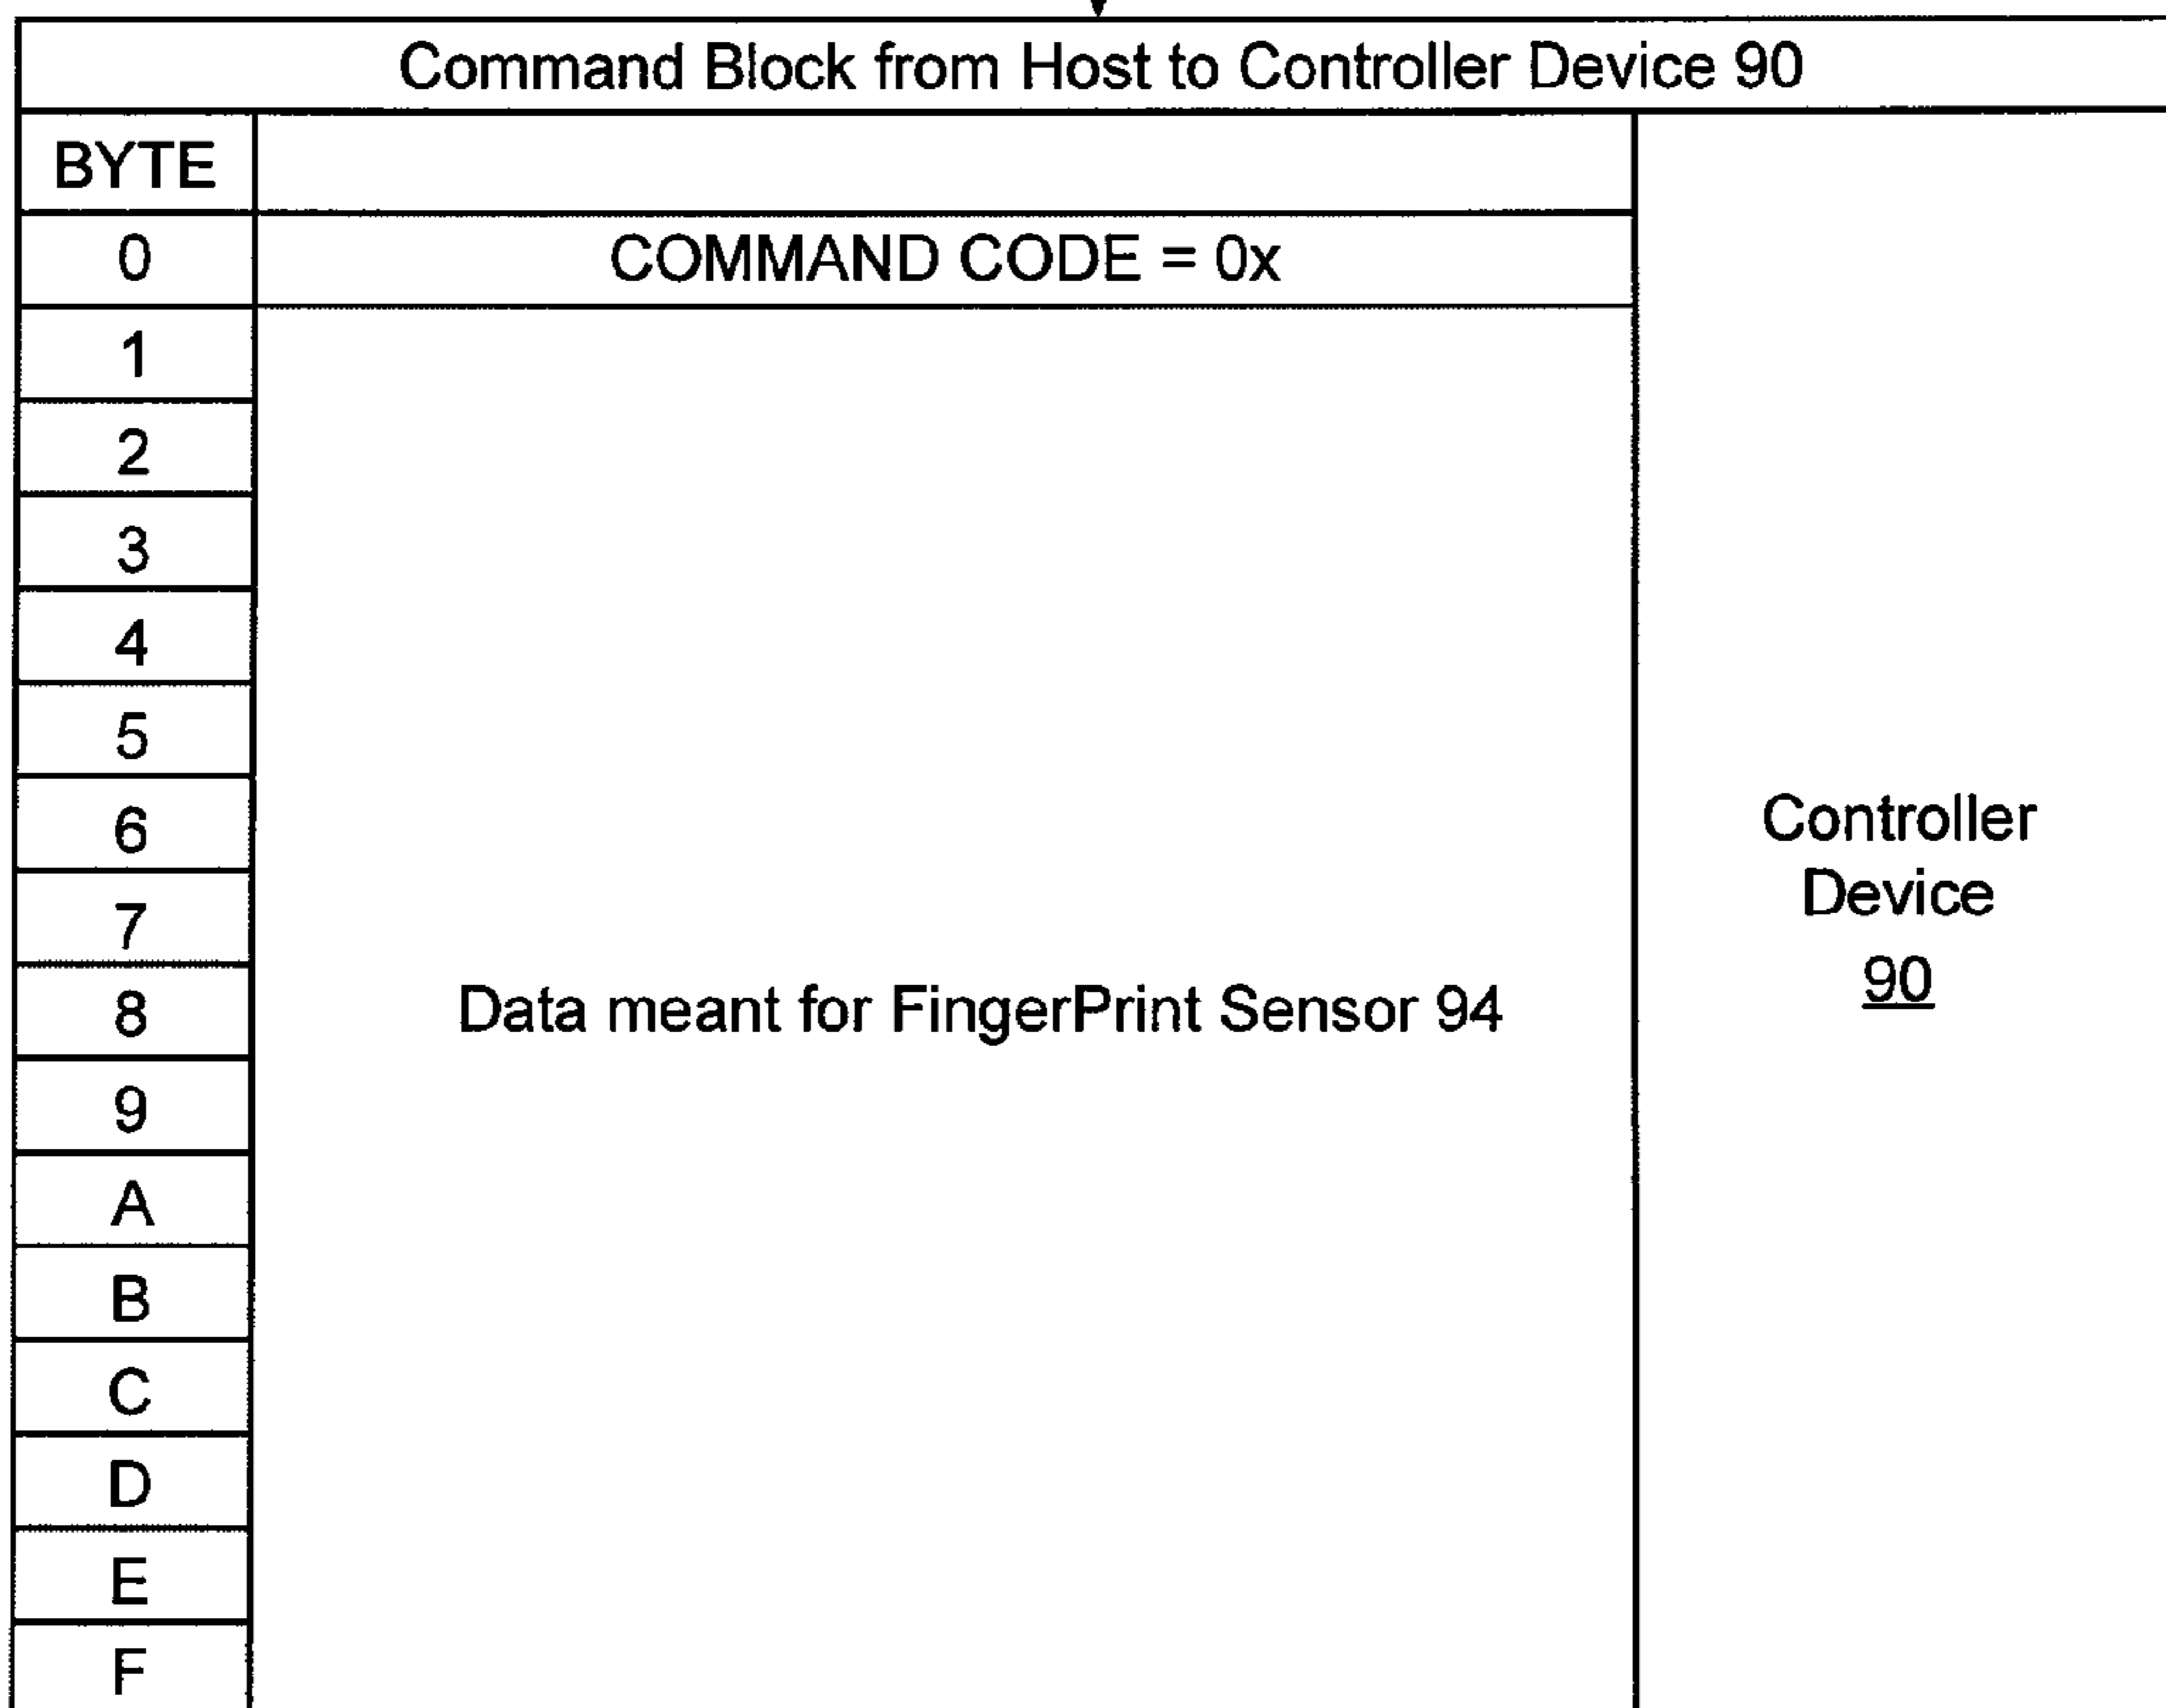 Command Block from Host to Controller Device 90
BYTE
0 COMMAND CODE = 0x
1
2
3
4
5
6
7
8
9
A
B
C
D
E
F
Data meant for FingerPrint Sensor 94
Controller
Device
90